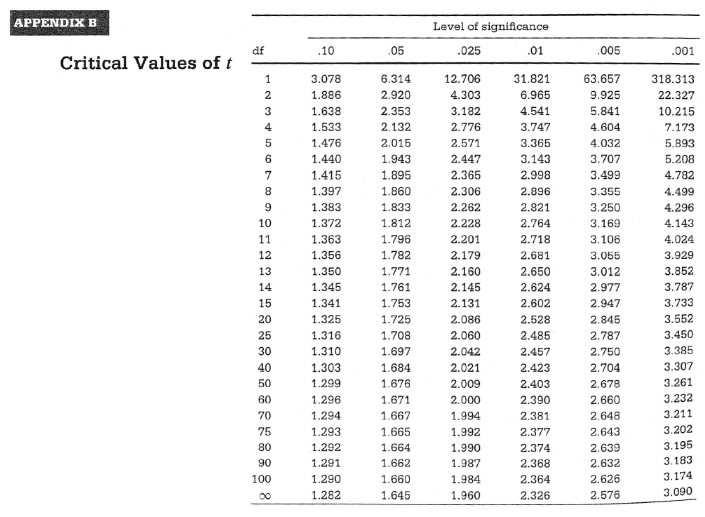 APPENDIX B
Critical Values of t
Level of significance
df .10 .05 .025 .01 .005 .001
1 3.078 6.314 12.706 31.821 63.657 318.313
2 1.886 2.920 4.303 6.965 9.925 22.327
3 1.638 2.353 3.182 4.541 5.841 10.215
4 1.533 2.132 2.776 3.747 4.604 7.173
5 1.476 2.015 2.571 3.365 4.032 5.893
6 1.440 1.943 2.447 3.143 3.707 5.208
7 1.415 1.895 2.365 2.998 3.499 4.782
8 1.397 1.860 2.306 2.896 3.355 4.499
9 1.383 1.833 2.262 2.821 3.250 4.296
10 1.372 1.812 2.228 2.764 3.169 4.143
11 1.363 1.796 2.201 2.718 3.106 4.024
12 1.356 1.782 2.179 2.681 3.055 3.929
13 1.350 1.771 2.160 2.650 3.012 3.852
14 1.345 1.761 2.145 2.624 2.977 3.787
15 1.341 1.753 2.131 2.602 2.947 3.733
20 1.325 1.725 2.086 2.528 2.845 3.552
25 1.316 1.708 2.060 2.485 2.787 3.450
30 1.310 1.697 2.042 2.457 2.750 3.385
40 1.303 1.684 2.021 2.423 2.704 3.307
50 1.299 1.676 2.009 2.403 2.678 3.261
60 1.296 1.671 2.000 2.390 2.660 3.232
70 1.294 1.667 1.994 2.381 2.648 3.211
75 1.293 1.665 1.992 2.377 2.643 3.202
80 1.292 1.664 1.990 2.374 2.639 3.195
90 1.291 1.662 1.987 2.368 2.632 3.183
100 1.290 1.660 1.984 2.364 2.626 3.174
∞ 1.282 1.645 1.960 2.326 2.576 3.090